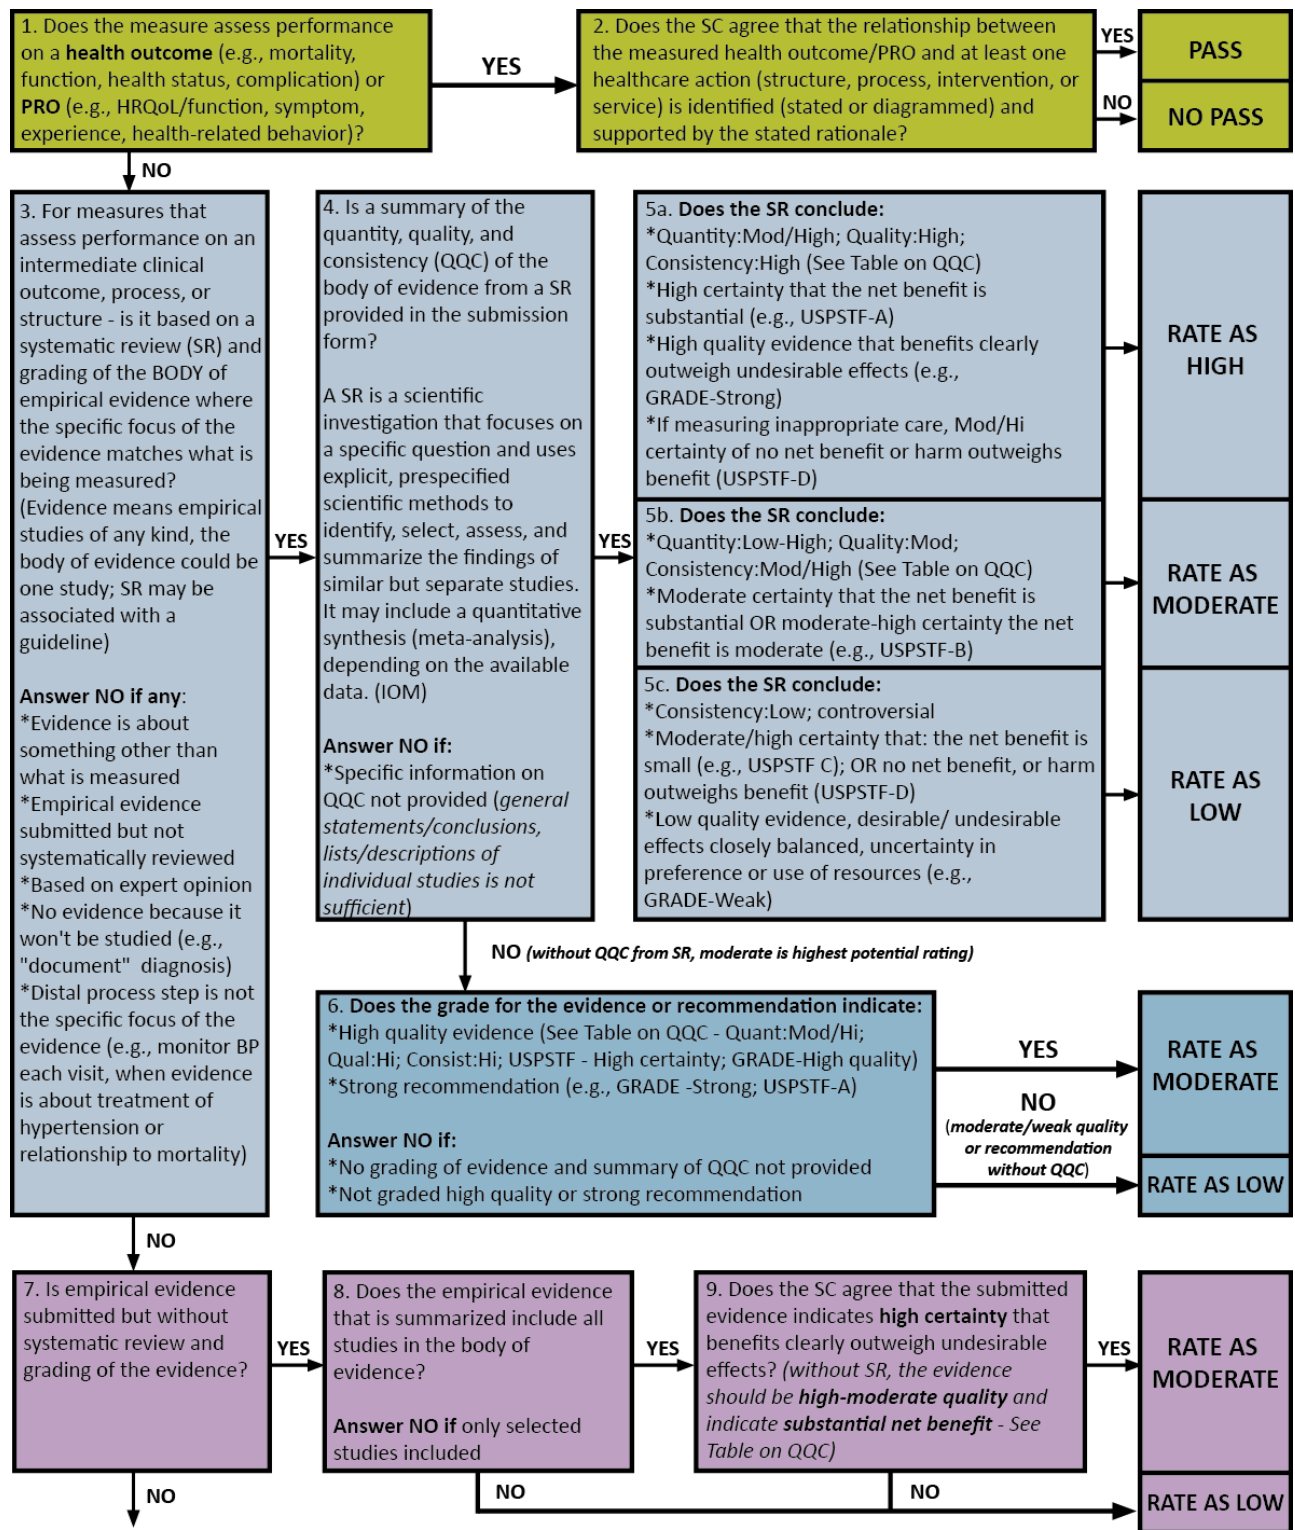 1. Does the measure assess performance
on a health outcome (e.g., mortality,
function, health status, complication) or
PRO (e.g., HRQoL/function, symptom,
experience, health-related behavior)?
YES
2. Does the SC agree that the relationship between
the measured health outcome/PRO and at least one
healthcare action (structure, process, intervention, or
service) is identified (stated or diagrammed) and
supported by the stated rationale?
YES
PASS
NO
NO PASS
NO
3. For measures that
assess performance on an
intermediate clinical
outcome, process, or
structure - is it based on a
systematic review (SR) and
grading of the BODY of
empirical evidence where
the specific focus of the
evidence matches what is
being measured?
(Evidence means empirical
studies of any kind, the
body of evidence could be
one study; SR may be
associated with a
guideline)
Answer NO if any:
*Evidence is about
something other than
what is measured
*Empirical evidence
submitted but not
systematically reviewed
*Based on expert opinion
*No evidence because it
won't be studied (e.g.,
"document" diagnosis)
*Distal process step is not
the specific focus of the
evidence (e.g., monitor BP
each visit, when evidence
is about treatment of
hypertension or
relationship to mortality)
YES
4. Is a summary of the
quantity, quality, and
consistency (QQC) of the
body of evidence from a SR
provided in the submission
form?
A SR is a scientific
investigation that focuses on
a specific question and uses
explicit, prespecified
scientific methods to
identify, select, assess, and
summarize the findings of
similar but separate studies.
It may include a quantitative
synthesis (meta-analysis),
depending on the available
data. (IOM)
Answer NO if:
*Specific information on
QQC not provided (general
statements/conclusions,
lists/descriptions of
individual studies is not
sufficient)
YES
5a. Does the SR conclude:
*Quantity:Mod/High; Quality:High;
Consistency:High (See Table on QQC)
*High certainty that the net benefit is
substantial (e.g., USPSTF-A)
*High quality evidence that benefits clearly
outweigh undesirable effects (e.g.,
GRADE-Strong)
*If measuring inappropriate care, Mod/Hi
certainty of no net benefit or harm outweighs
benefit (USPSTF-D)
RATE AS
HIGH
5b. Does the SR conclude:
*Quantity:Low-High; Quality:Mod;
Consistency:Mod/High (See Table on QQC)
*Moderate certainty that the net benefit is
substantial OR moderate-high certainty the net
benefit is moderate (e.g., USPSTF-B)
RATE AS
MODERATE
5c. Does the SR conclude:
*Consistency:Low; controversial
*Moderate/high certainty that: the net benefit is
small (e.g., USPSTF C); OR no net benefit, or harm
outweighs benefit (USPSTF-D)
*Low quality evidence, desirable/ undesirable
effects closely balanced, uncertainty in
preference or use of resources (e.g.,
GRADE-Weak)
RATE AS
LOW
NO (without QQC from SR, moderate is highest potential rating)
6. Does the grade for the evidence or recommendation indicate:
*High quality evidence (See Table on QQC - Quant:Mod/Hi;
Qual:Hi; Consist:Hi; USPSTF - High certainty; GRADE-High quality)
*Strong recommendation (e.g., GRADE -Strong; USPSTF-A)
Answer NO if:
*No grading of evidence and summary of QQC not provided
*Not graded high quality or strong recommendation
YES
RATE AS
MODERATE
NO
(moderate/weak quality
or recommendation
without QQC)
RATE AS LOW
NO
7. Is empirical evidence
submitted but without
systematic review and
grading of the evidence?
YES
8. Does the empirical evidence
that is summarized include all
studies in the body of
evidence?
Answer NO if only selected
studies included
YES
9. Does the SC agree that the submitted
evidence indicates high certainty that
benefits clearly outweigh undesirable
effects? (without SR, the evidence
should be high-moderate quality and
indicate substantial net benefit - See
Table on QQC)
YES
RATE AS
MODERATE
NO
NO
NO
RATE AS LOW